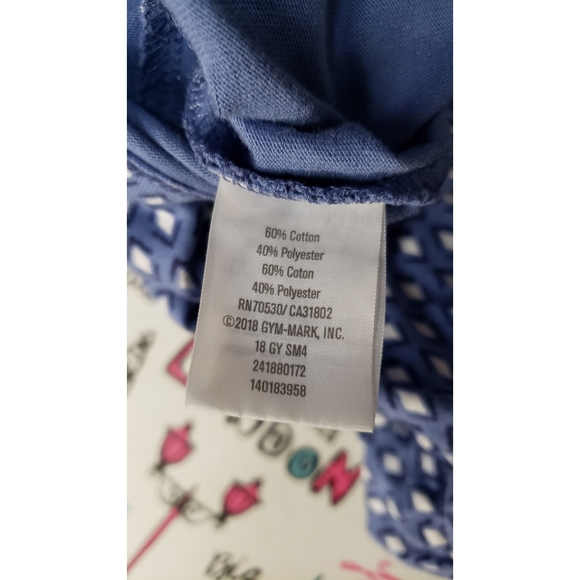 60% Cotton
40% Polyester
60% Coton
40% Polyester
RN70530/ CA31802
©2018 GYM-MARK, INC.
18 GY SM4
241880172
140183958